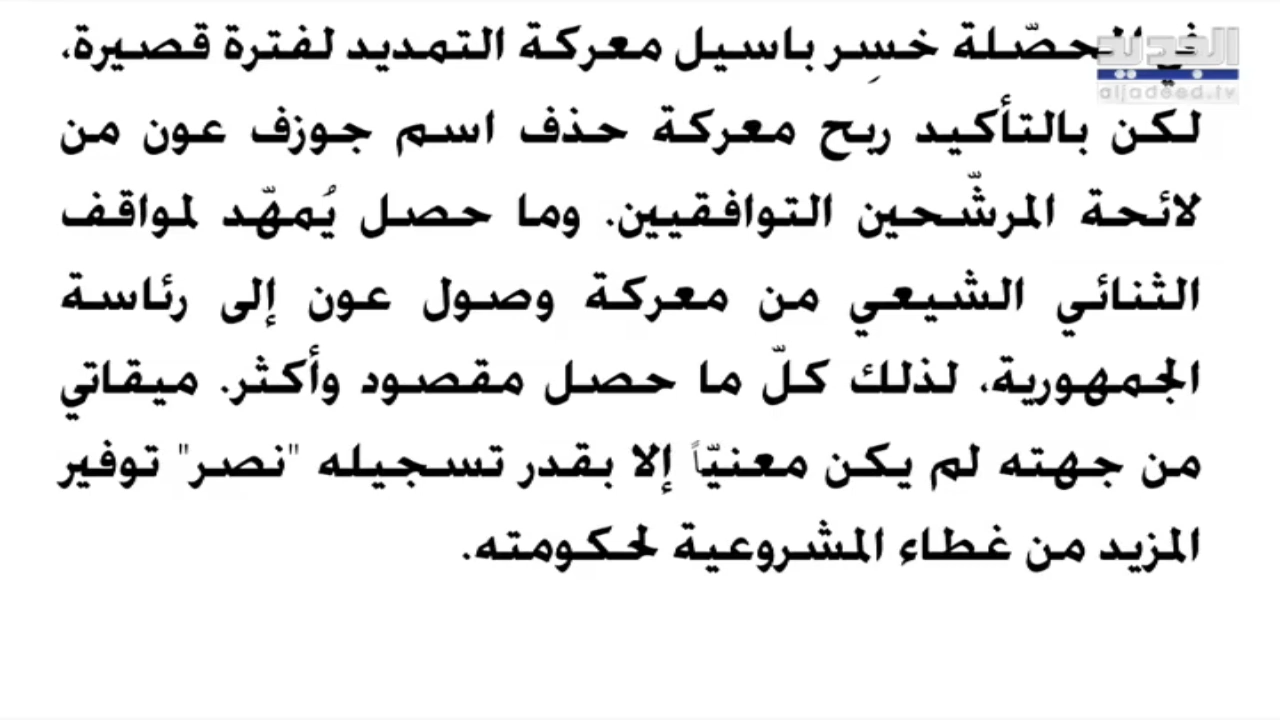 في المحصّلة خسِر باسيل معركة التمديد لفترة قصيرة،
الجديد
aljadeed.tv
لكن بالتأكيد ربح معركة حذف اسم جوزف عون من
لائحة المرشّحين التوافقيين. وما حصل يُمهّد لمواقف
الثنائي الشيعي من معركة وصول عون إلى رئاسة
الجمهورية، لذلك كلّ ما حصل مقصود وأكثر. ميقاتي
من جهته لم يكن معنيّاً إلا بقدر تسجيله "نصر" توفير
المزيد من غطاء المشروعية لحكومته.